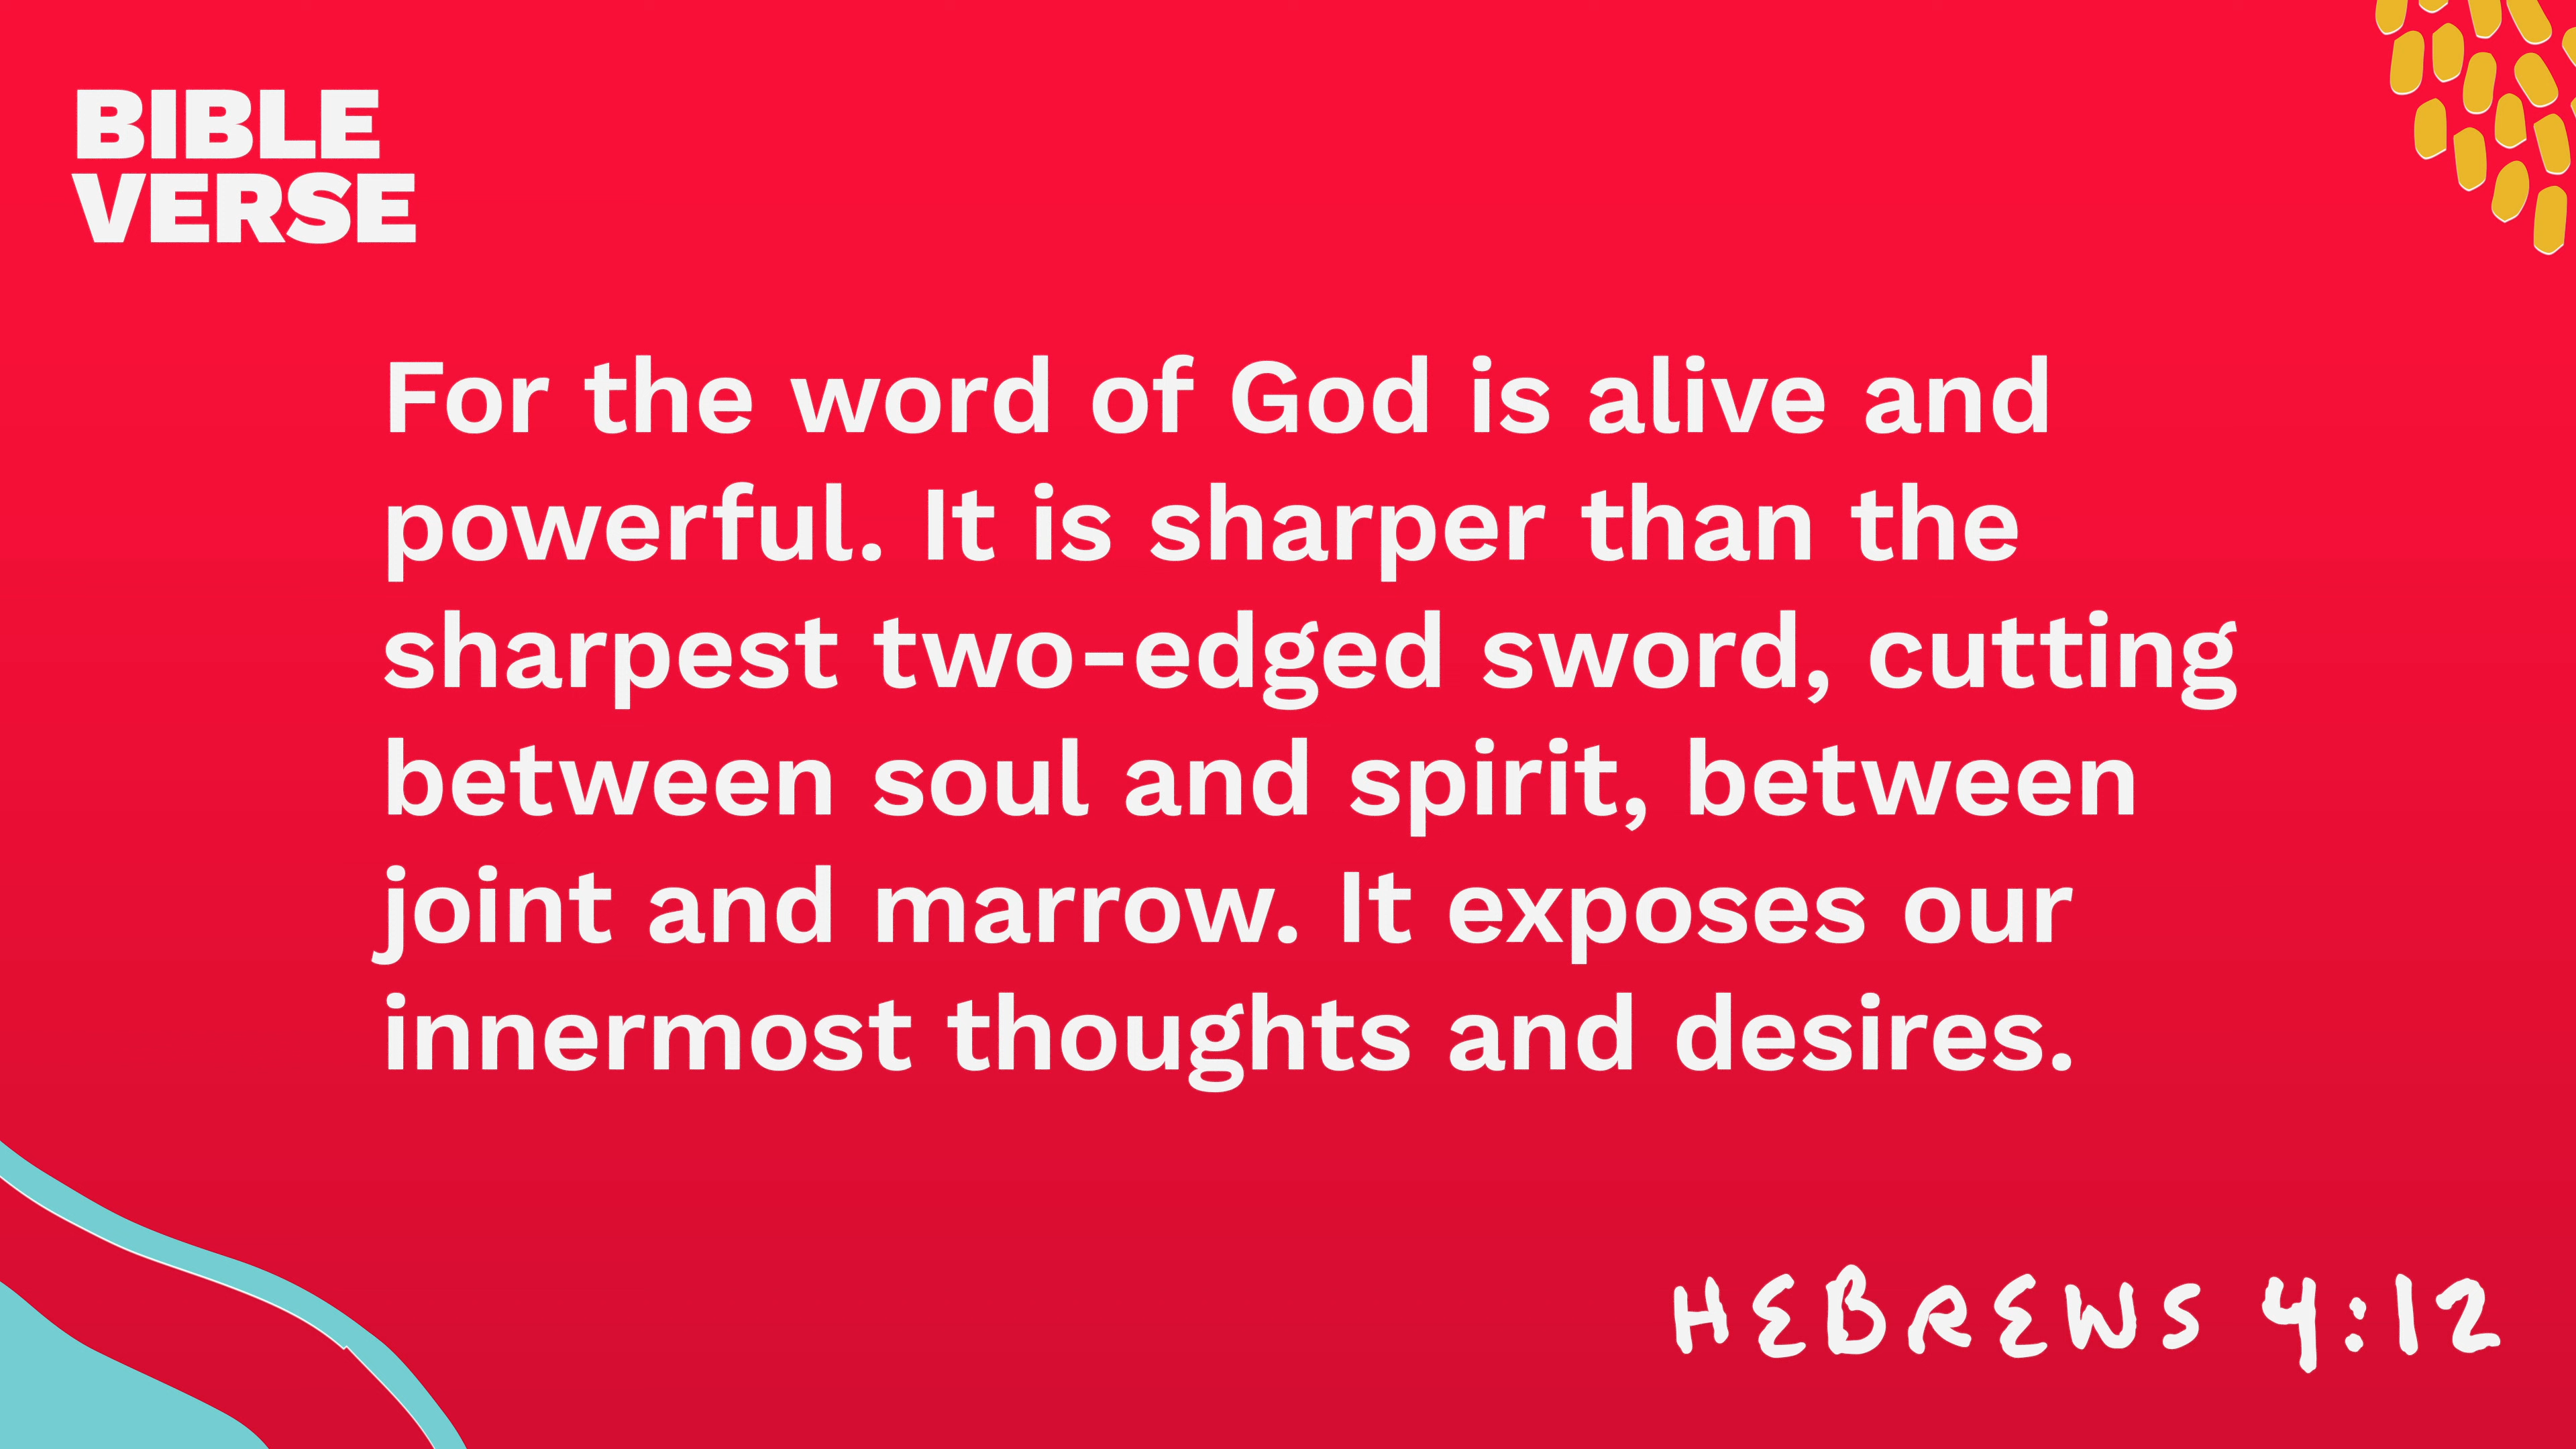 BIBLE
VERSE
For the word of God is alive and
powerful. It is sharper than the
sharpest two-edged sword, cutting
between soul and spirit, between
joint and marrow. It exposes our
innermost thoughts and desires.
HEBREWS 4:12